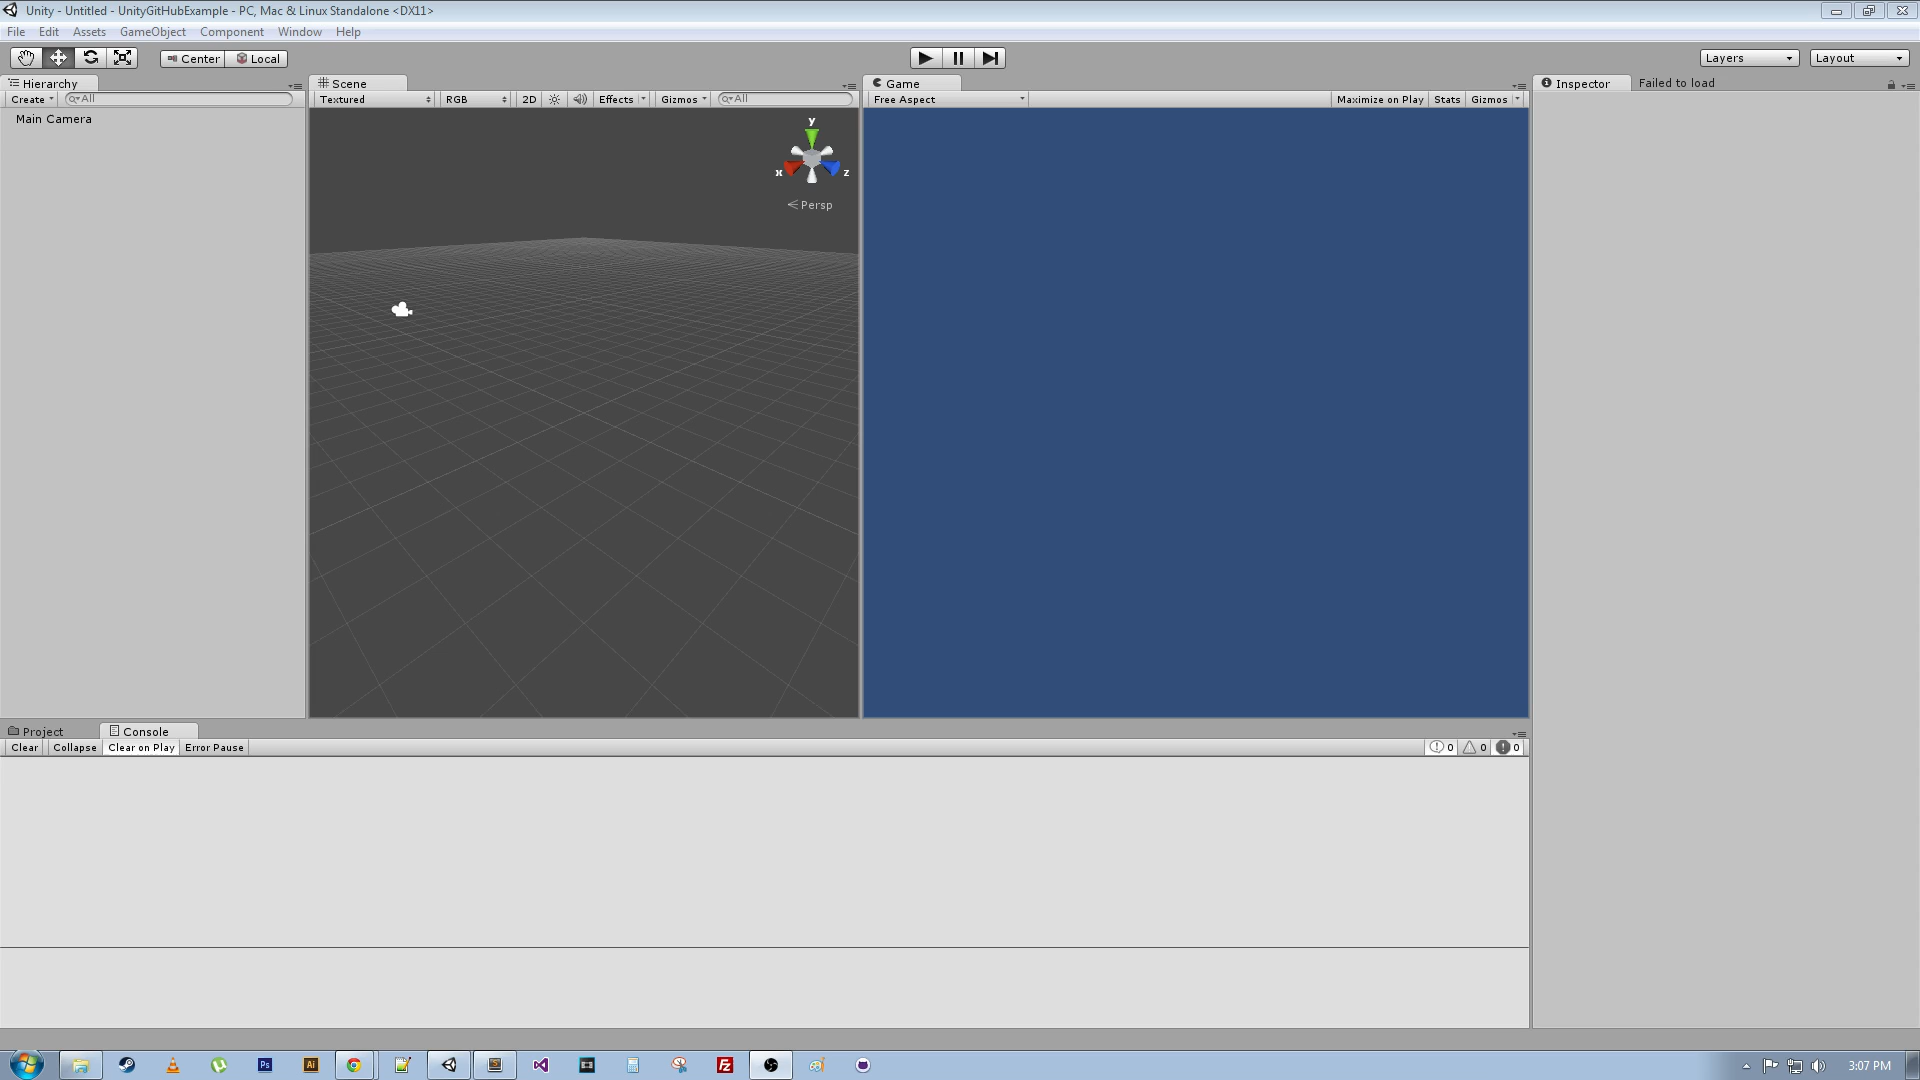 Unity - Untitled - UnityGitHubExample - PC, Mac & Linux Standalone <DX11>
File Edit Assets GameObject Component Window Help
Center Local Layers Layout
Hierarchy Scene Game Inspector Failed to load
Create All Textured RGB 2D Effects Gizmos All Free Aspect Maximize on Play Stats Gizmos
Main Camera
y
x z
Persp
Project Console
Clear Collapse Clear on Play Error Pause 0 0 0
Ps Ai Fz 3:07 PM